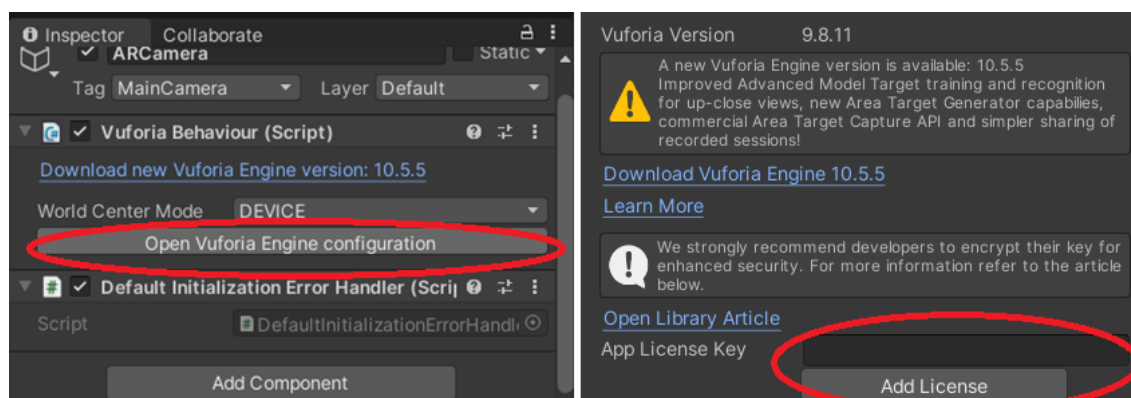 Inspector Collaborate
ARCamera Static
Tag MainCamera Layer Default
Vuforia Behaviour (Script)
Download new Vuforia Engine version: 10.5.5
World Center Mode DEVICE
Open Vuforia Engine configuration
# Default Initialization Error Handler (Scri
Script # DefaultInitializationErrorHandl
Add Component
Vuforia Version 9.8.11
A new Vuforia Engine version is available: 10.5.5
Improved Advanced Model Target training and recognition
for up-close views, new Area Target Generator capabilies,
commercial Area Target Capture API and simpler sharing of
recorded sessions!
Download Vuforia Engine 10.5.5
Learn More
We strongly recommend developers to encrypt their key for
enhanced security. For more information refer to the article
below.
Open Library Article
App License Key
Add License